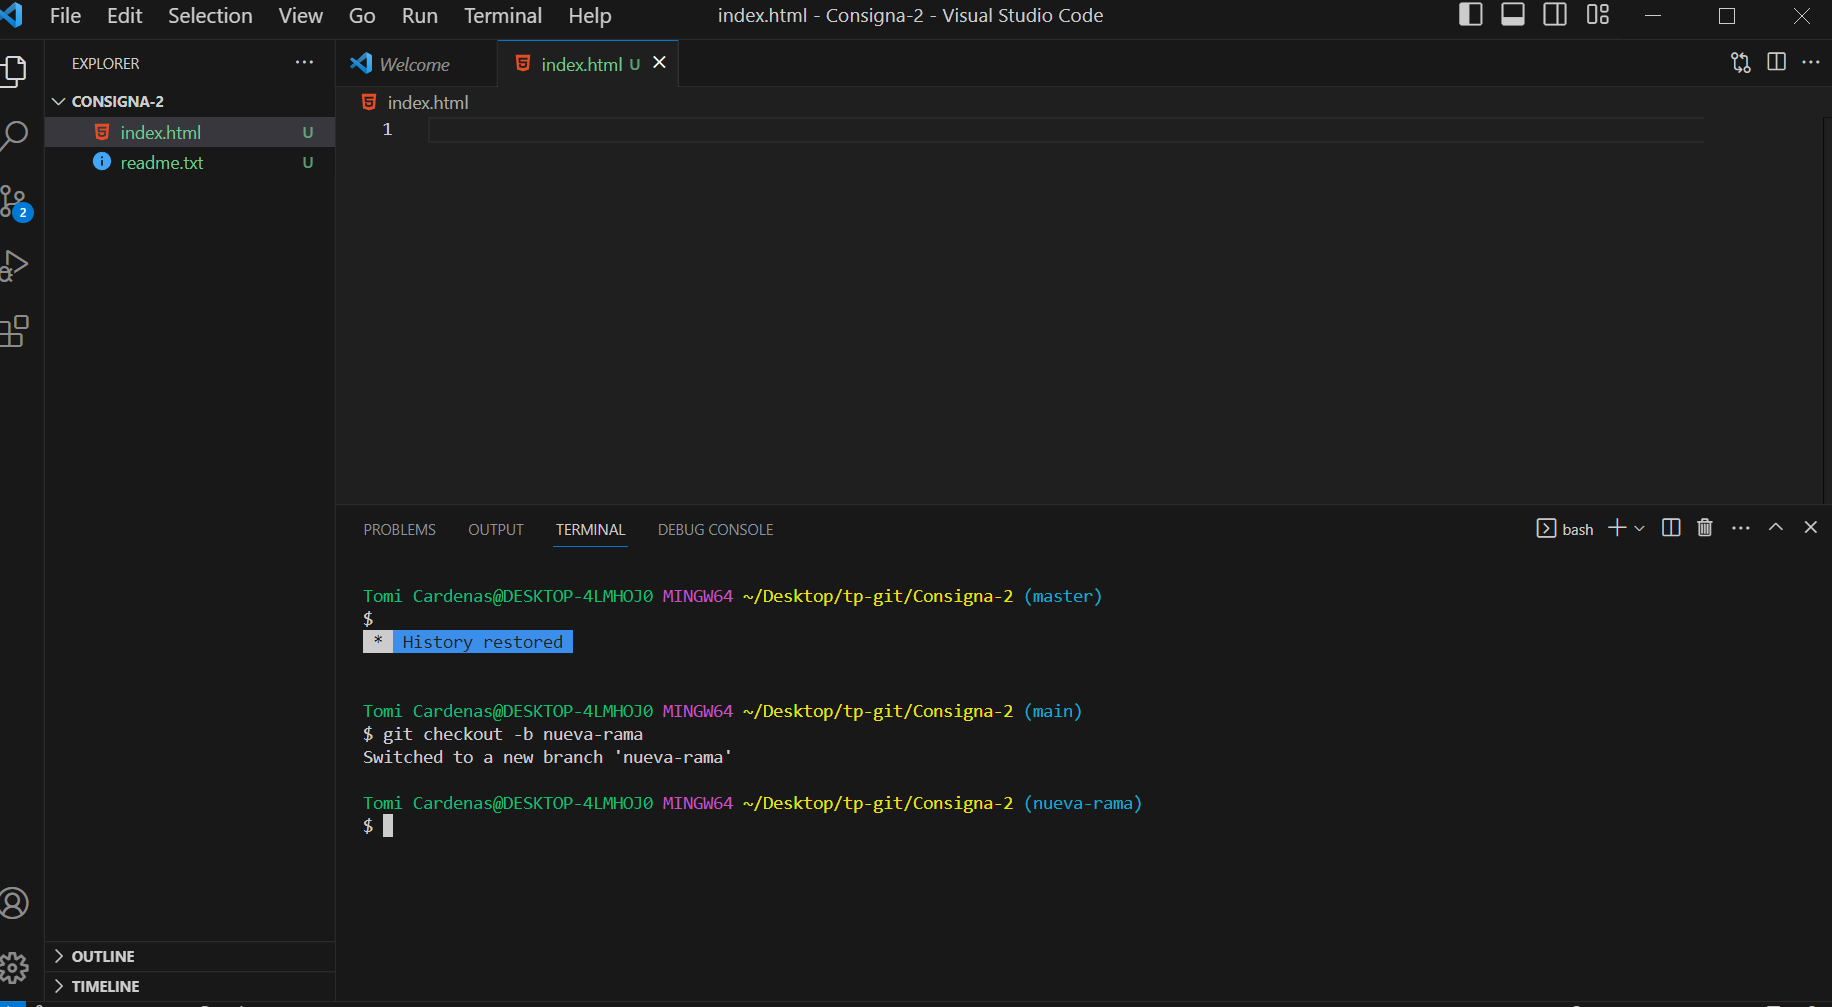 File Edit Selection View Go Run Terminal Help
index.html - Consigna-2 - Visual Studio Code
EXPLORER
CONSIGNA-2
index.html U
readme.txt U
2
Welcome
index.html U
index.html
1
PROBLEMS OUTPUT TERMINAL DEBUG CONSOLE
bash
Tomi Cardenas@DESKTOP-4LMHOJ0 MINGW64 ~/Desktop/tp-git/Consigna-2 (master)
$
* History restored
Tomi Cardenas@DESKTOP-4LMHOJ0 MINGW64 ~/Desktop/tp-git/Consigna-2 (main)
$ git checkout -b nueva-rama
Switched to a new branch 'nueva-rama'
Tomi Cardenas@DESKTOP-4LMHOJ0 MINGW64 ~/Desktop/tp-git/Consigna-2 (nueva-rama)
$
OUTLINE
TIMELINE